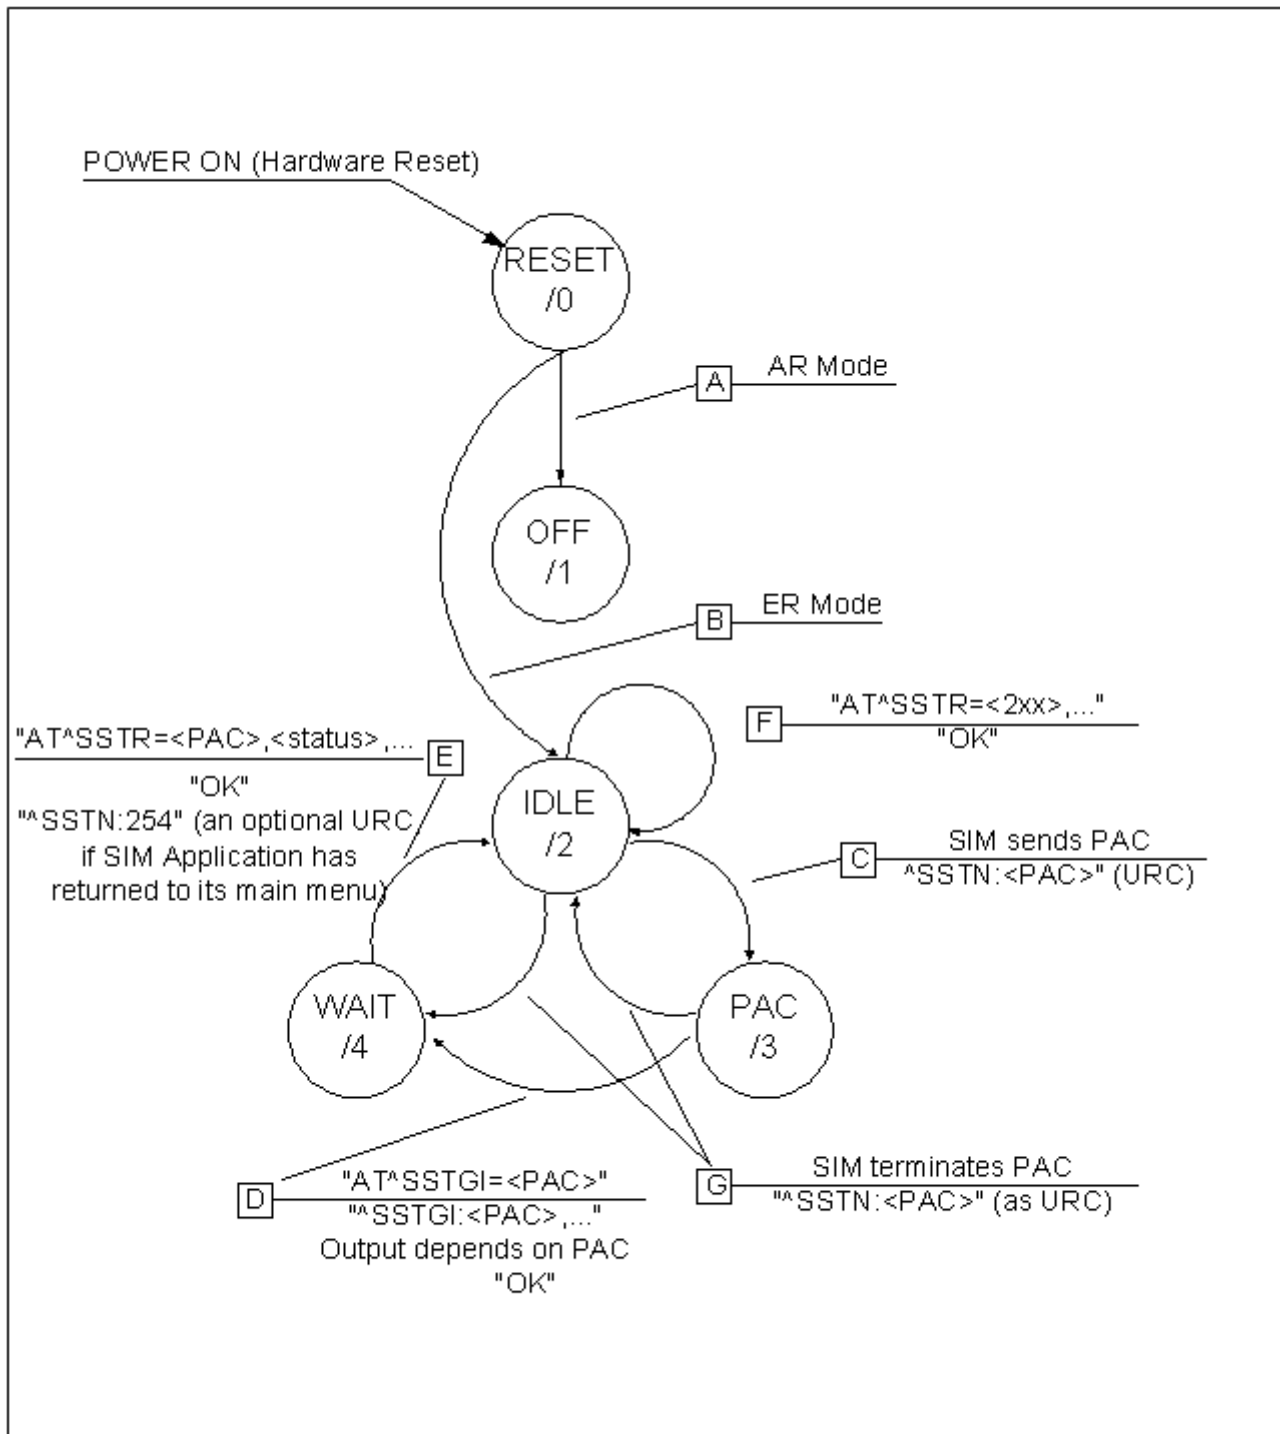 POWER ON (Hardware Reset)
RESET
/0
A
AR Mode
OFF
/1
B
ER Mode
"AT^SSTR=<PAC>,<status>,...
E
"OK"
"^SSTN:254" (an optional URC
if SIM Application has
returned to its main menu)
F
"AT^SSTR=<2xx>,..."
"OK"
IDLE
/2
C
SIM sends PAC
^SSTN:<PAC>" (URC)
WAIT
/4
PAC
/3
D
"AT^SSTGI=<PAC>"
"^SSTGI:<PAC>,..."
Output depends on PAC
"OK"
G
SIM terminates PAC
"^SSTN:<PAC>" (as URC)